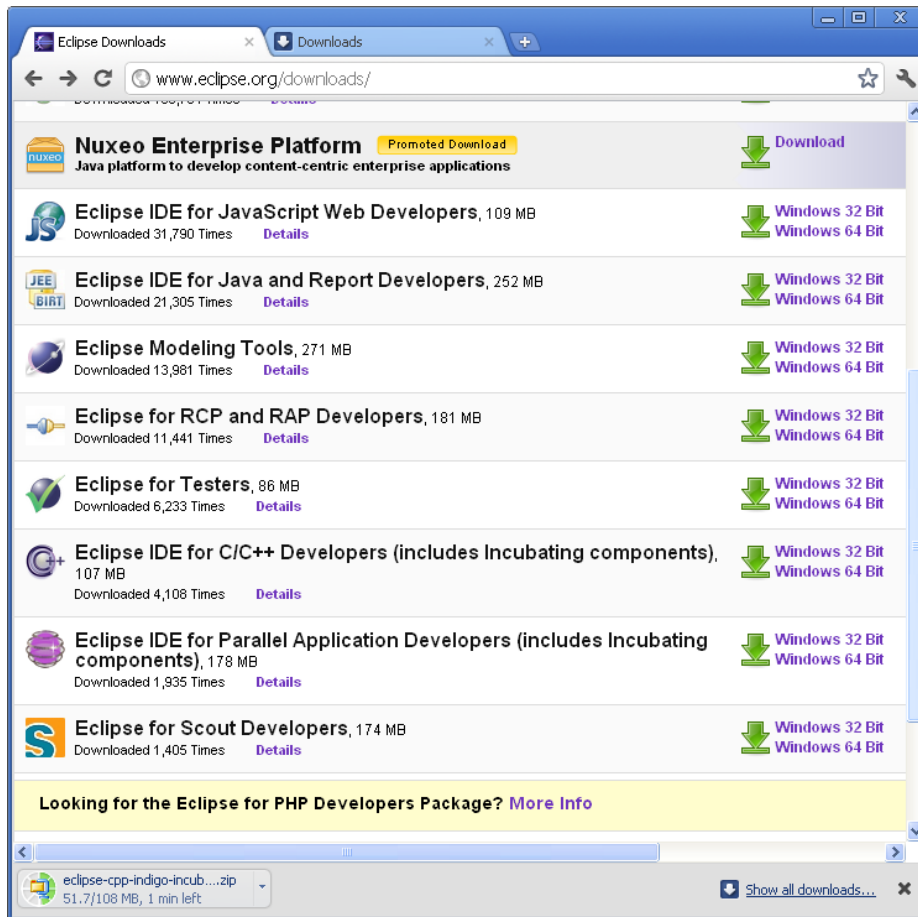 Eclipse Downloads
Downloads
www.eclipse.org/downloads/
Details
nuxeo
Nuxeo Enterprise Platform
Promoted Download
Download
Java platform to develop content-centric enterprise applications
JS
Eclipse IDE for JavaScript Web Developers, 109 MB
Windows 32 Bit
Downloaded 31,790 Times Details
Windows 64 Bit
JEE
BIRT
Eclipse IDE for Java and Report Developers, 252 MB
Windows 32 Bit
Downloaded 21,305 Times Details
Windows 64 Bit
Eclipse Modeling Tools, 271 MB
Windows 32 Bit
Downloaded 13,981 Times Details
Windows 64 Bit
Eclipse for RCP and RAP Developers, 181 MB
Windows 32 Bit
Downloaded 11,441 Times Details
Windows 64 Bit
Eclipse for Testers, 86 MB
Windows 32 Bit
Downloaded 6,233 Times Details
Windows 64 Bit
C++
Eclipse IDE for C/C++ Developers (includes Incubating components),
107 MB
Windows 32 Bit
Windows 64 Bit
Downloaded 4,108 Times Details
Eclipse IDE for Parallel Application Developers (includes Incubating
components), 178 MB
Windows 32 Bit
Windows 64 Bit
Downloaded 1,935 Times Details
S
Eclipse for Scout Developers, 174 MB
Windows 32 Bit
Downloaded 1,405 Times Details
Windows 64 Bit
Looking for the Eclipse for PHP Developers Package? More Info
eclipse-cpp-indigo-incub....zip
51.7/108 MB, 1 min left
Show all downloads...